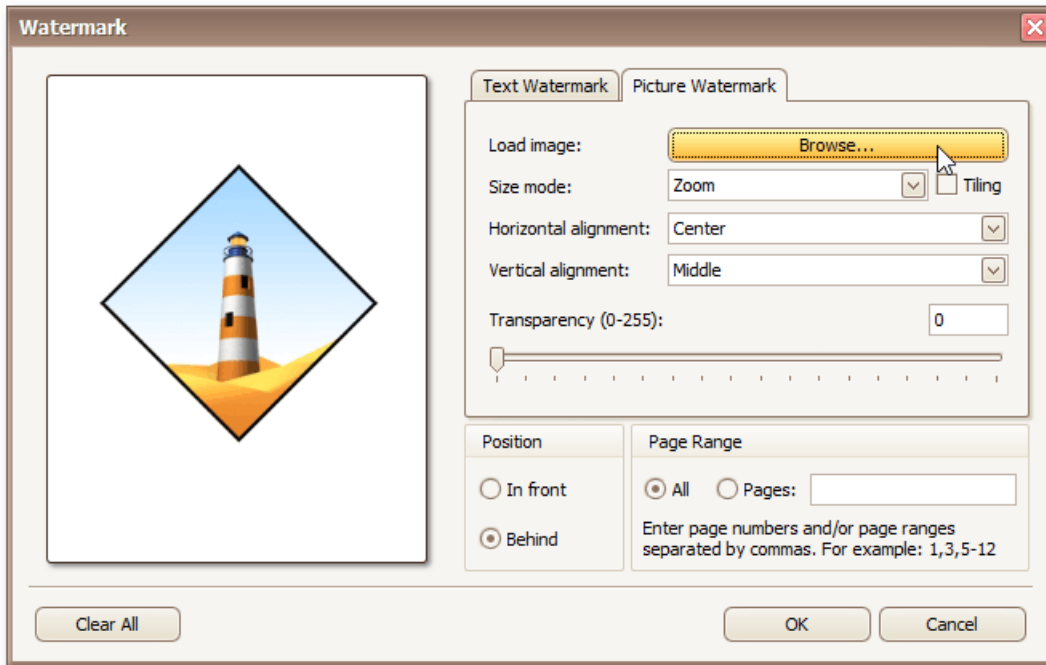 Watermark
Text Watermark
Picture Watermark
Load image:
Browse...
Size mode:
Zoom
Tiling
Horizontal alignment:
Center
Vertical alignment:
Middle
Transparency (0-255):
0
Position
Page Range
In front
All
Pages:
Behind
Enter page numbers and/or page ranges
separated by commas. For example: 1,3,5-12
Clear All
OK
Cancel